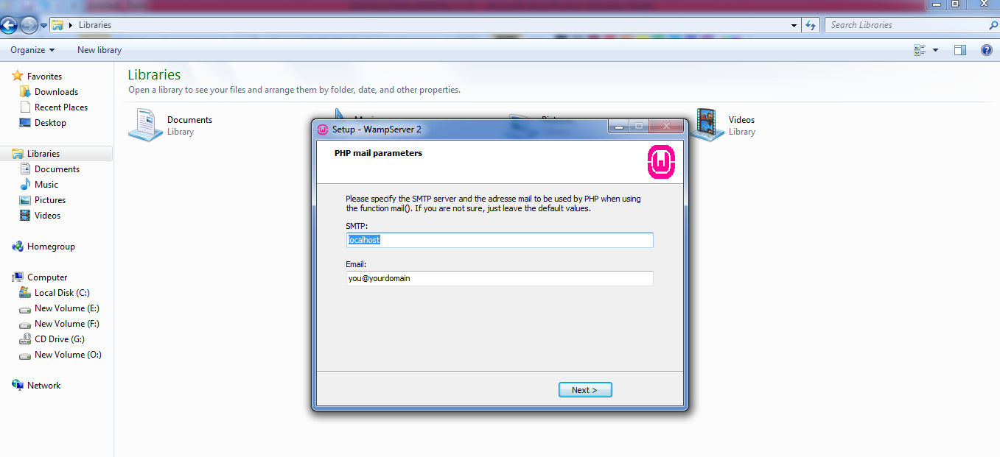 Libraries
Search Libraries
Organize
New library
Favorites
Downloads
Recent Places
Desktop
Libraries
Documents
Music
Pictures
Videos
Homegroup
Computer
Local Disk (C:)
New Volume (E:)
New Volume (F:)
CD Drive (G:)
New Volume (O:)
Network
Libraries
Open a library to see your files and arrange them by folder, date, and other properties.
Documents
Library
Videos
Library
Setup - WampServer 2
PHP mail parameters
Please specify the SMTP server and the adresse mail to be used by PHP when using
the function mail(). If you are not sure, just leave the default values.
SMTP:
localhost
Email:
you@yourdomain
Next >